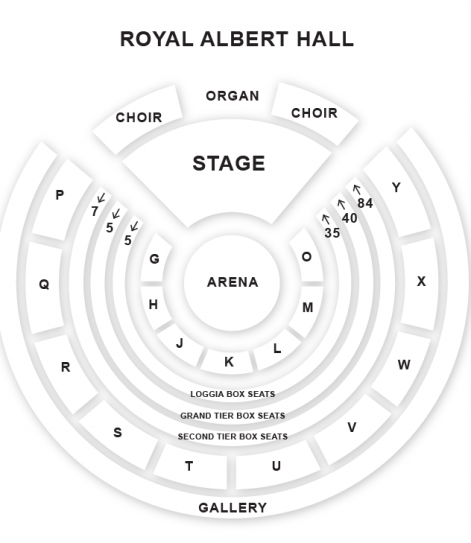 ROYAL ALBERT HALL
ORGAN
CHOIR
CHOIR
STAGE
P
Y
7
5
5
84
40
35
G
O
Q
ARENA
X
H
M
J
L
K
R
W
LOGGIA BOX SEATS
GRAND TIER BOX SEATS
SECOND TIER BOX SEATS
S
V
T
U
GALLERY